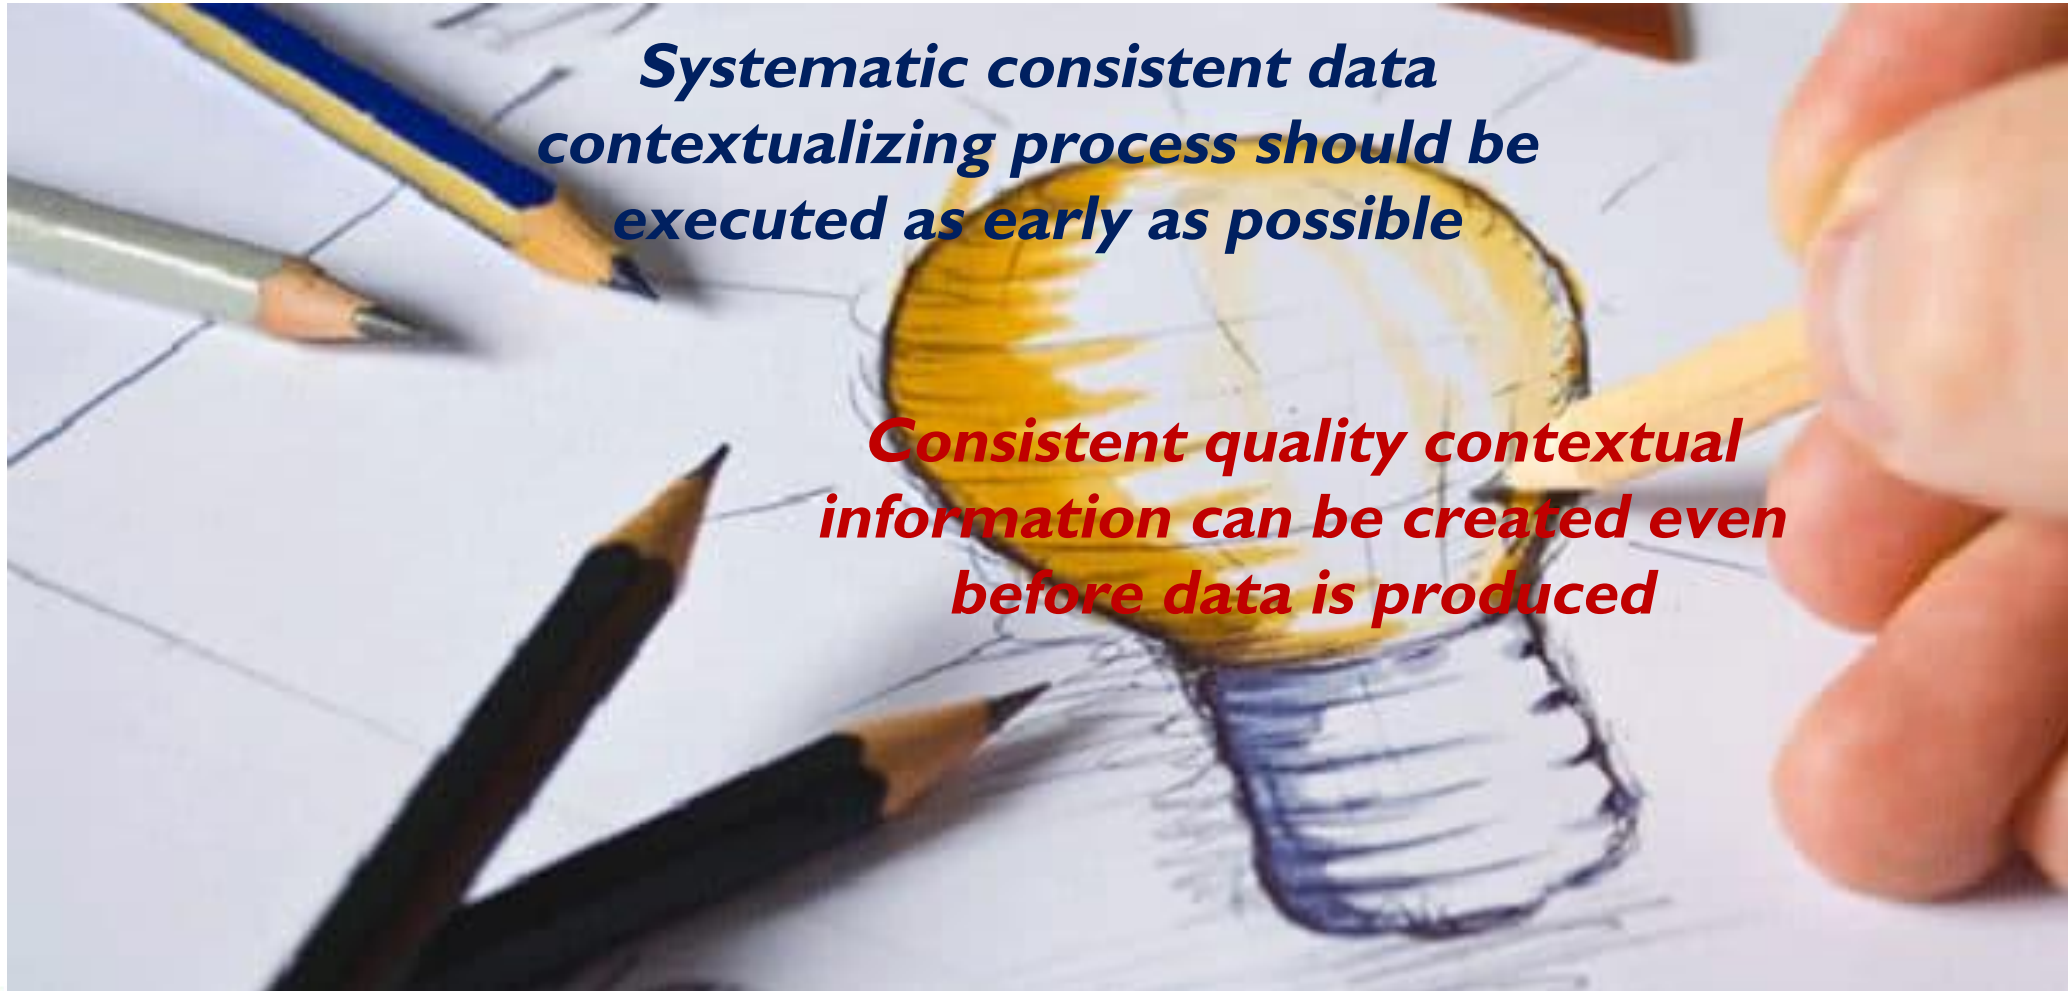 Systematic consistent data
contextualizing process should be
executed as early as possible
Consistent quality contextual
information can be created even
before data is produced